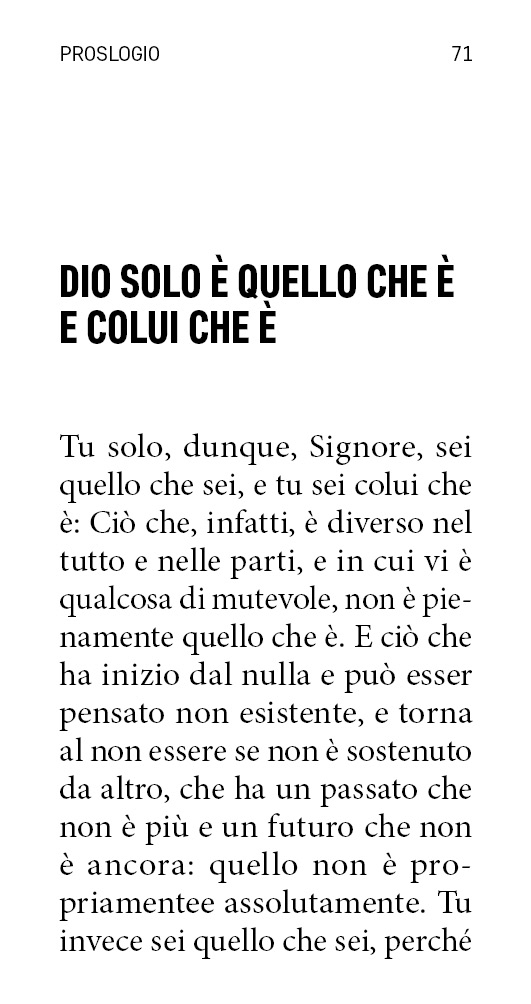 PROSLOGIO 71
DIO SOLO È QUELLO CHE È
E COLUI CHE È
Tu solo, dunque, Signore, sei
quello che sei, e tu sei colui che
è: Ciò che, infatti, è diverso nel
tutto e nelle parti, e in cui vi è
qualcosa di mutevole, non è pie-
namente quello che è. E ciò che
ha inizio dal nulla e può esser
pensato non esistente, e torna
al non essere se non è sostenuto
da altro, che ha un passato che
non è più e un futuro che non
è ancora: quello non è pro-
priamentee assolutamente. Tu
invece sei quello che sei, perché